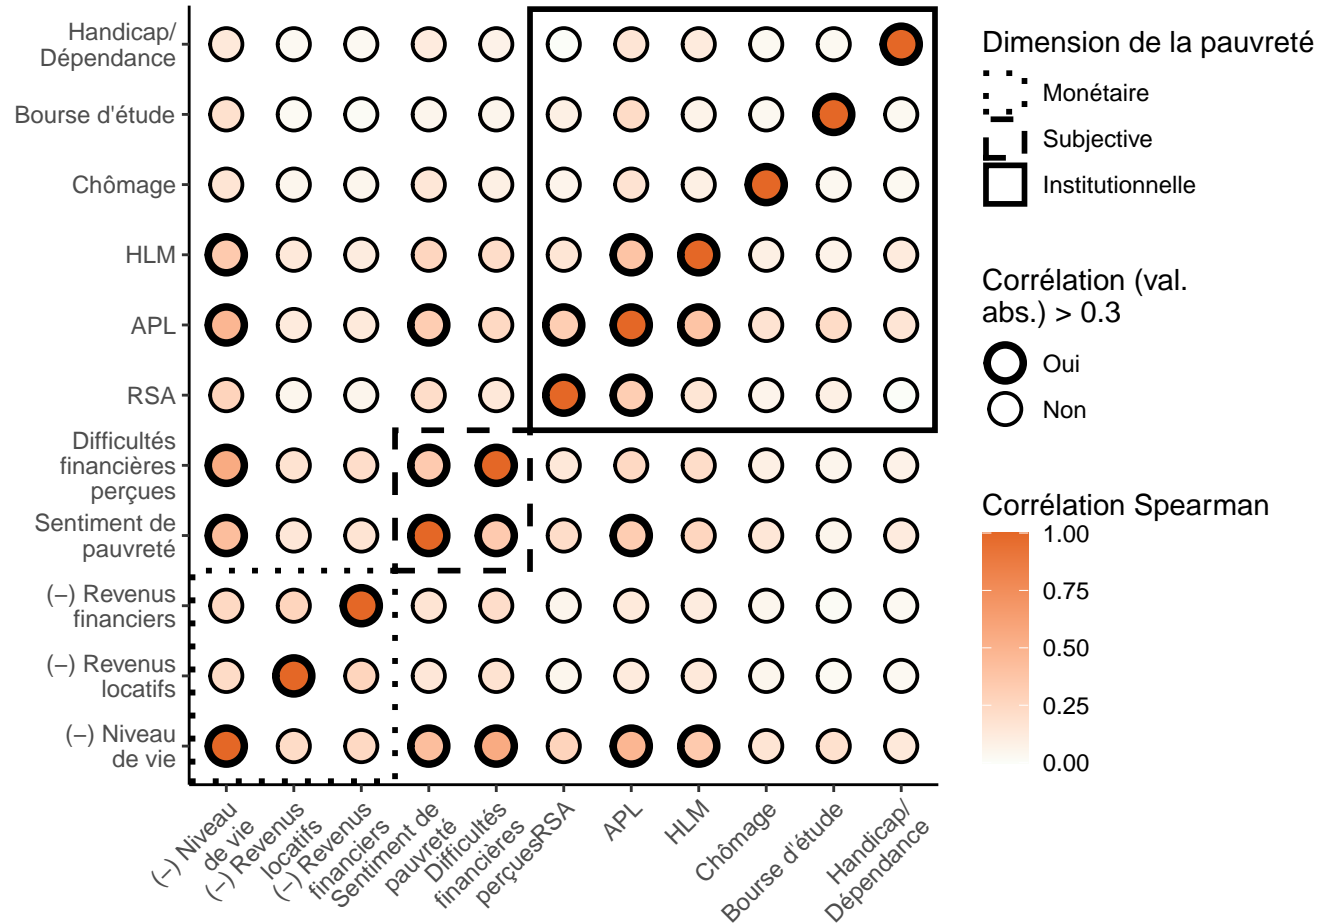 Handicap/
Dépendance
Bourse d'étude
Chômage
HLM
APL
RSA
Difficultés
financières
perçues
Sentiment de
pauvreté
(−) Revenus
financiers
(−) Revenus
locatifs
(−) Niveau
de vie
(−) Niveau
de vie
(−) Revenus
locatifs
(−) Revenus
financiers
Sentiment de
pauvreté
Difficultés
financières
perçues
RSA
APL
HLM
Chômage
Bourse d'étude
Handicap/
Dépendance
Dimension de la pauvreté
Monétaire
Subjective
Institutionnelle
Corrélation (val.
abs.) > 0.3
Oui
Non
Corrélation Spearman
1.00
0.75
0.50
0.25
0.00